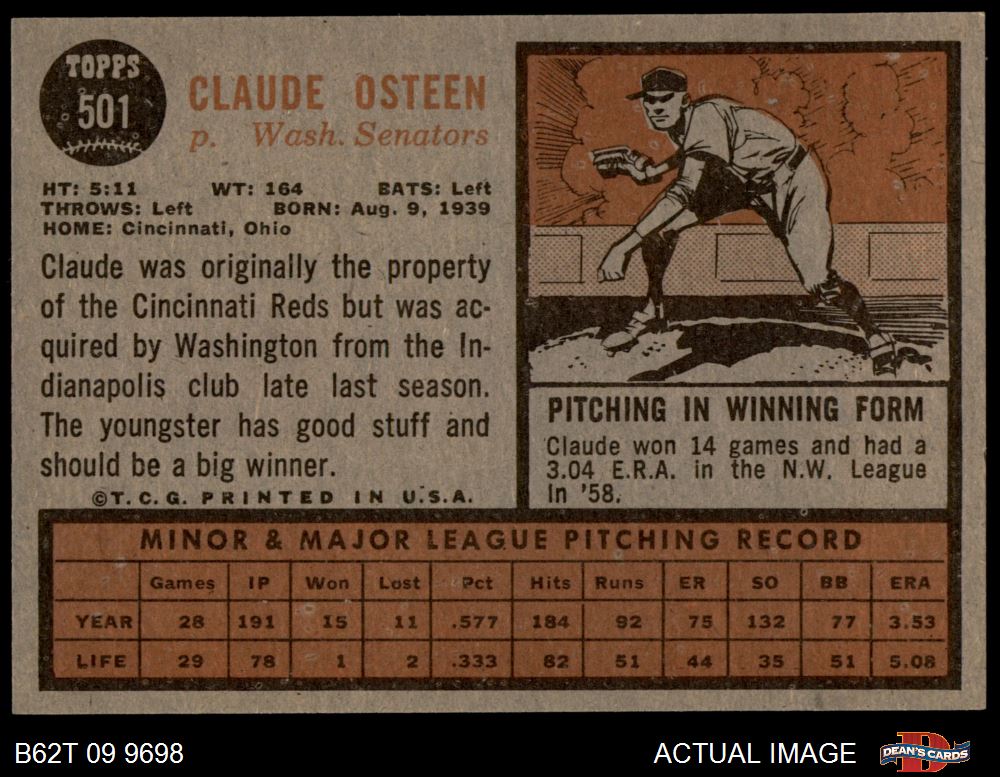 TOPPS
501
CLAUDE OSTEEN
p. Wash. Senators
HT: 5:11 WT: 164 BATS: Left
THROWS: Left BORN: Aug. 9, 1939
HOME: Cincinnati, Ohio
Claude was originally the property
of the Cincinnati Reds but was ac-
quired by Washington from the In-
dianapolis club late last season.
The youngster has good stuff and
should be a big winner.
©T.C.G. PRINTED IN U.S.A.
PITCHING IN WINNING FORM
Claude won 14 games and had a
3.04 E.R.A. in the N.W. League
in '58.
MINOR & MAJOR LEAGUE PITCHING RECORD
Games IP Won Lost Pct Hits Runs ER SO BB ERA
YEAR 28 191 15 11 .577 184 92 75 132 77 3.53
LIFE 29 78 1 2 .333 82 51 44 35 51 5.08
B62T 09 9698 ACTUAL IMAGE DEAN'S CARDS